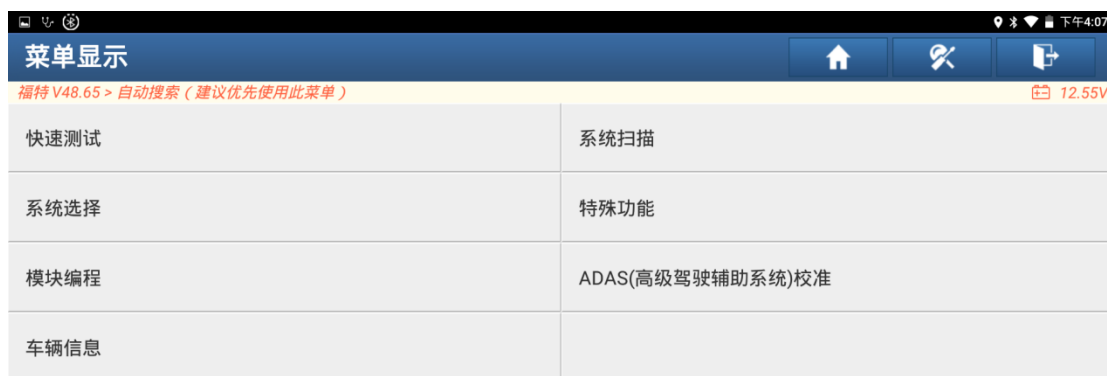 下午4:07
菜单显示
福特 V48.65 > 自动搜索（建议优先使用此菜单）
12.55V
快速测试
系统扫描
系统选择
特殊功能
模块编程
ADAS(高级驾驶辅助系统)校准
车辆信息